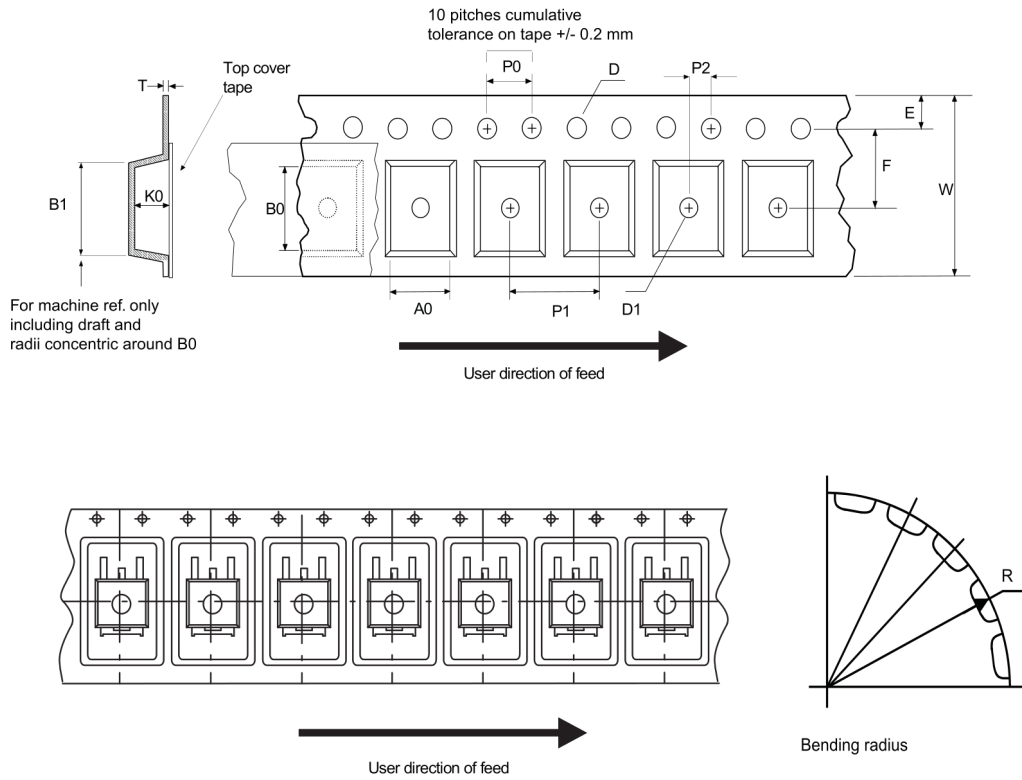 10 pitches cumulative
tolerance on tape +/- 0.2 mm
P0
D
P2
T
Top cover
tape
E
F
W
B1
K0
B0
For machine ref. only
including draft and
radii concentric around B0
A0
P1
D1
User direction of feed
R
Bending radius
User direction of feed